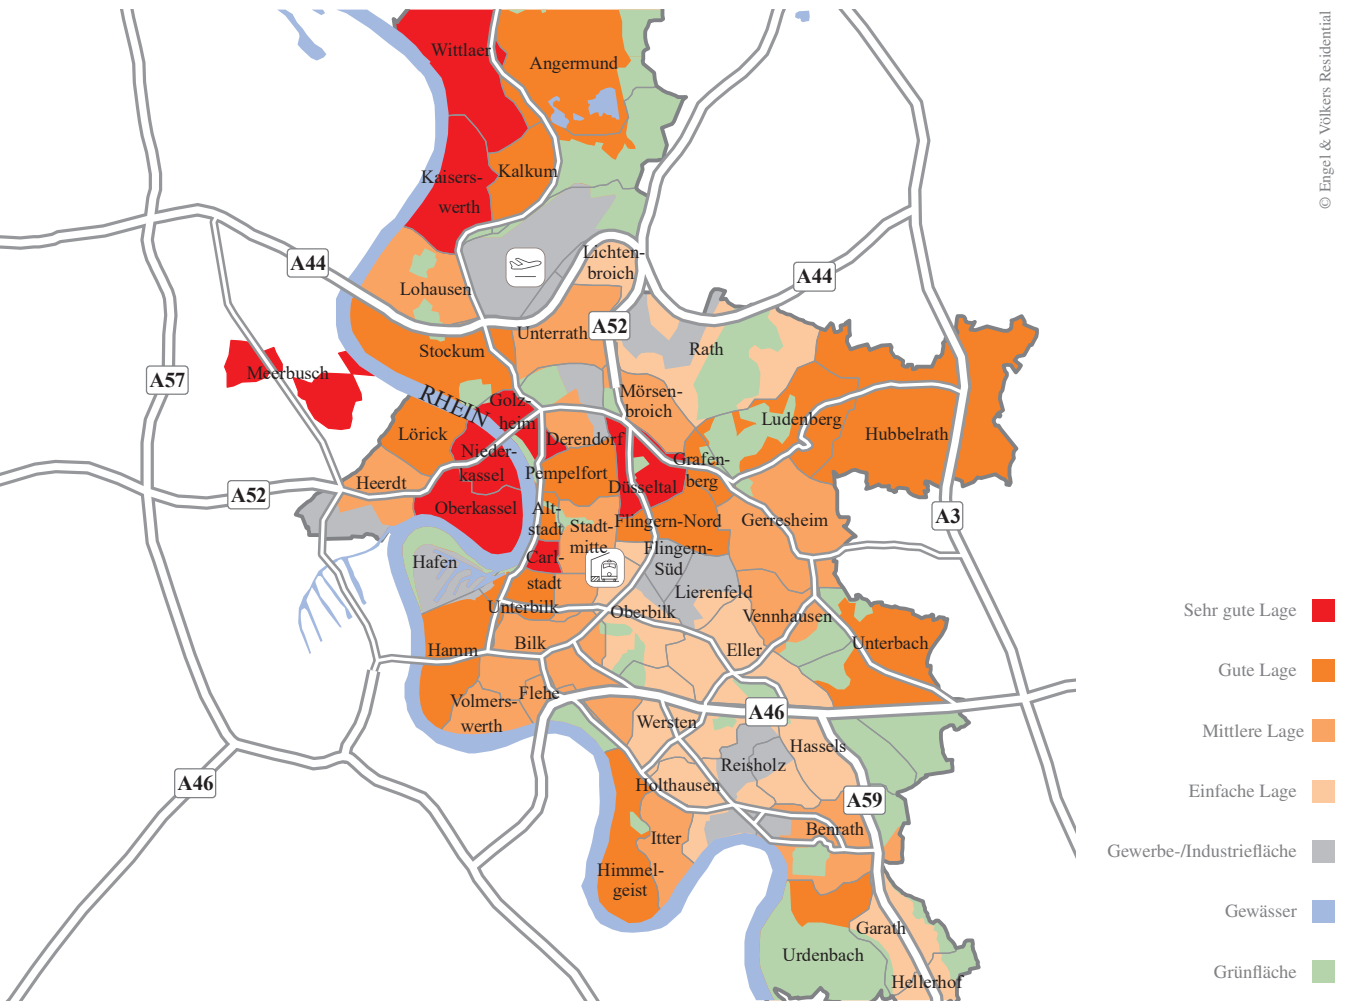 © Engel & Völkers Residential
Wittlaer
Angermund
Kaisers-
werth
Kalkum
A44
Lohausen
Lichten-
broich
A44
Unterrath
A52
Stockum
Rath
A57
Meerbusch
RHEIN
Golz-
heim
Mörsen-
broich
Lörick
Derendorf
Ludenberg
Hubbelrath
Nieder-
kassel
Grafen-
berg
Heerdt
Pempelfort
Düsseltal
A52
Oberkassel
Alt-
stadt
Stadt-
mitte
Flingern-Nord
Gerresheim
A3
Hafen
Carl-
stadt
Flingern-
Süd
Lierenfeld
Unterbilk
Oberbilk
Vennhausen
Hamm
Bilk
Eller
Unterbach
Volmers-
werth
Flehe
Wersten
A46
Hassels
Reisholz
A46
Holthausen
A59
Itter
Benrath
Himmel-
geist
Garath
Urdenbach
Hellerhof
Sehr gute Lage
Gute Lage
Mittlere Lage
Einfache Lage
Gewerbe-/Industriefläche
Gewässer
Grünfläche